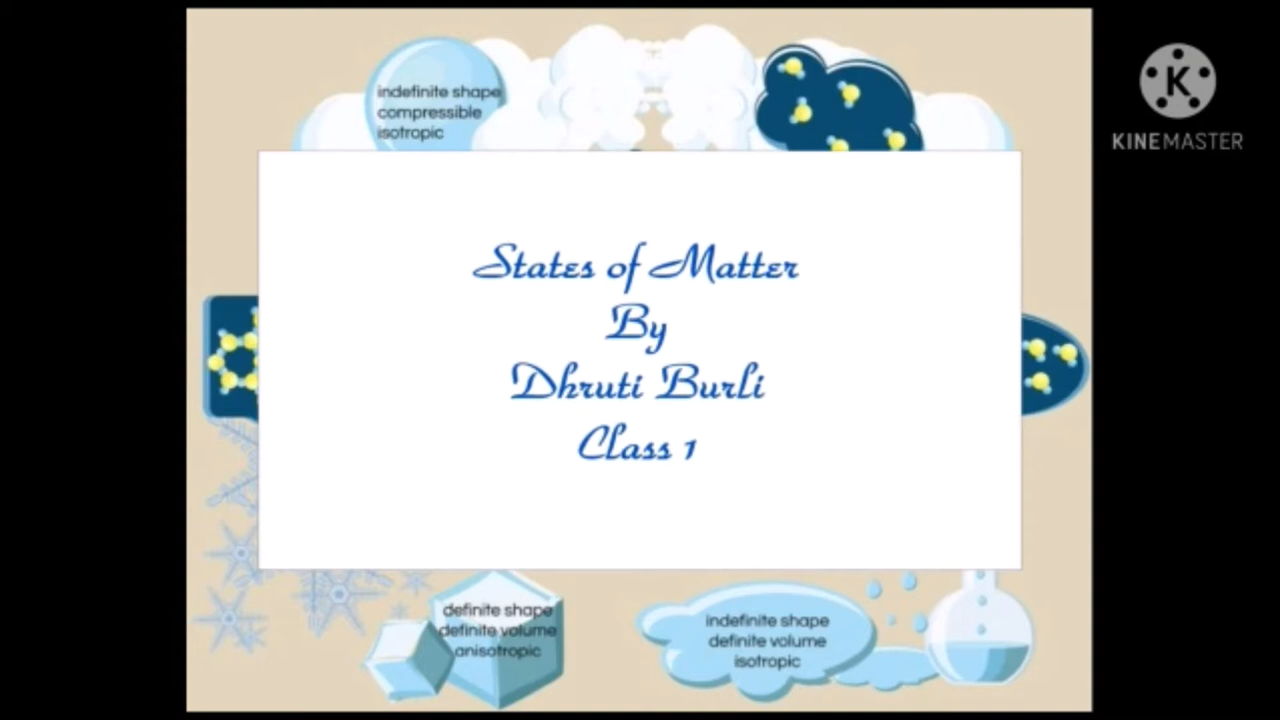 indefinite shape
compressible
isotropic
K
KINEMASTER
States of Matter
By
Dhruti Burli
Class 1
definite shape
definite volume
anisotropic
indefinite shape
definite volume
isotropic